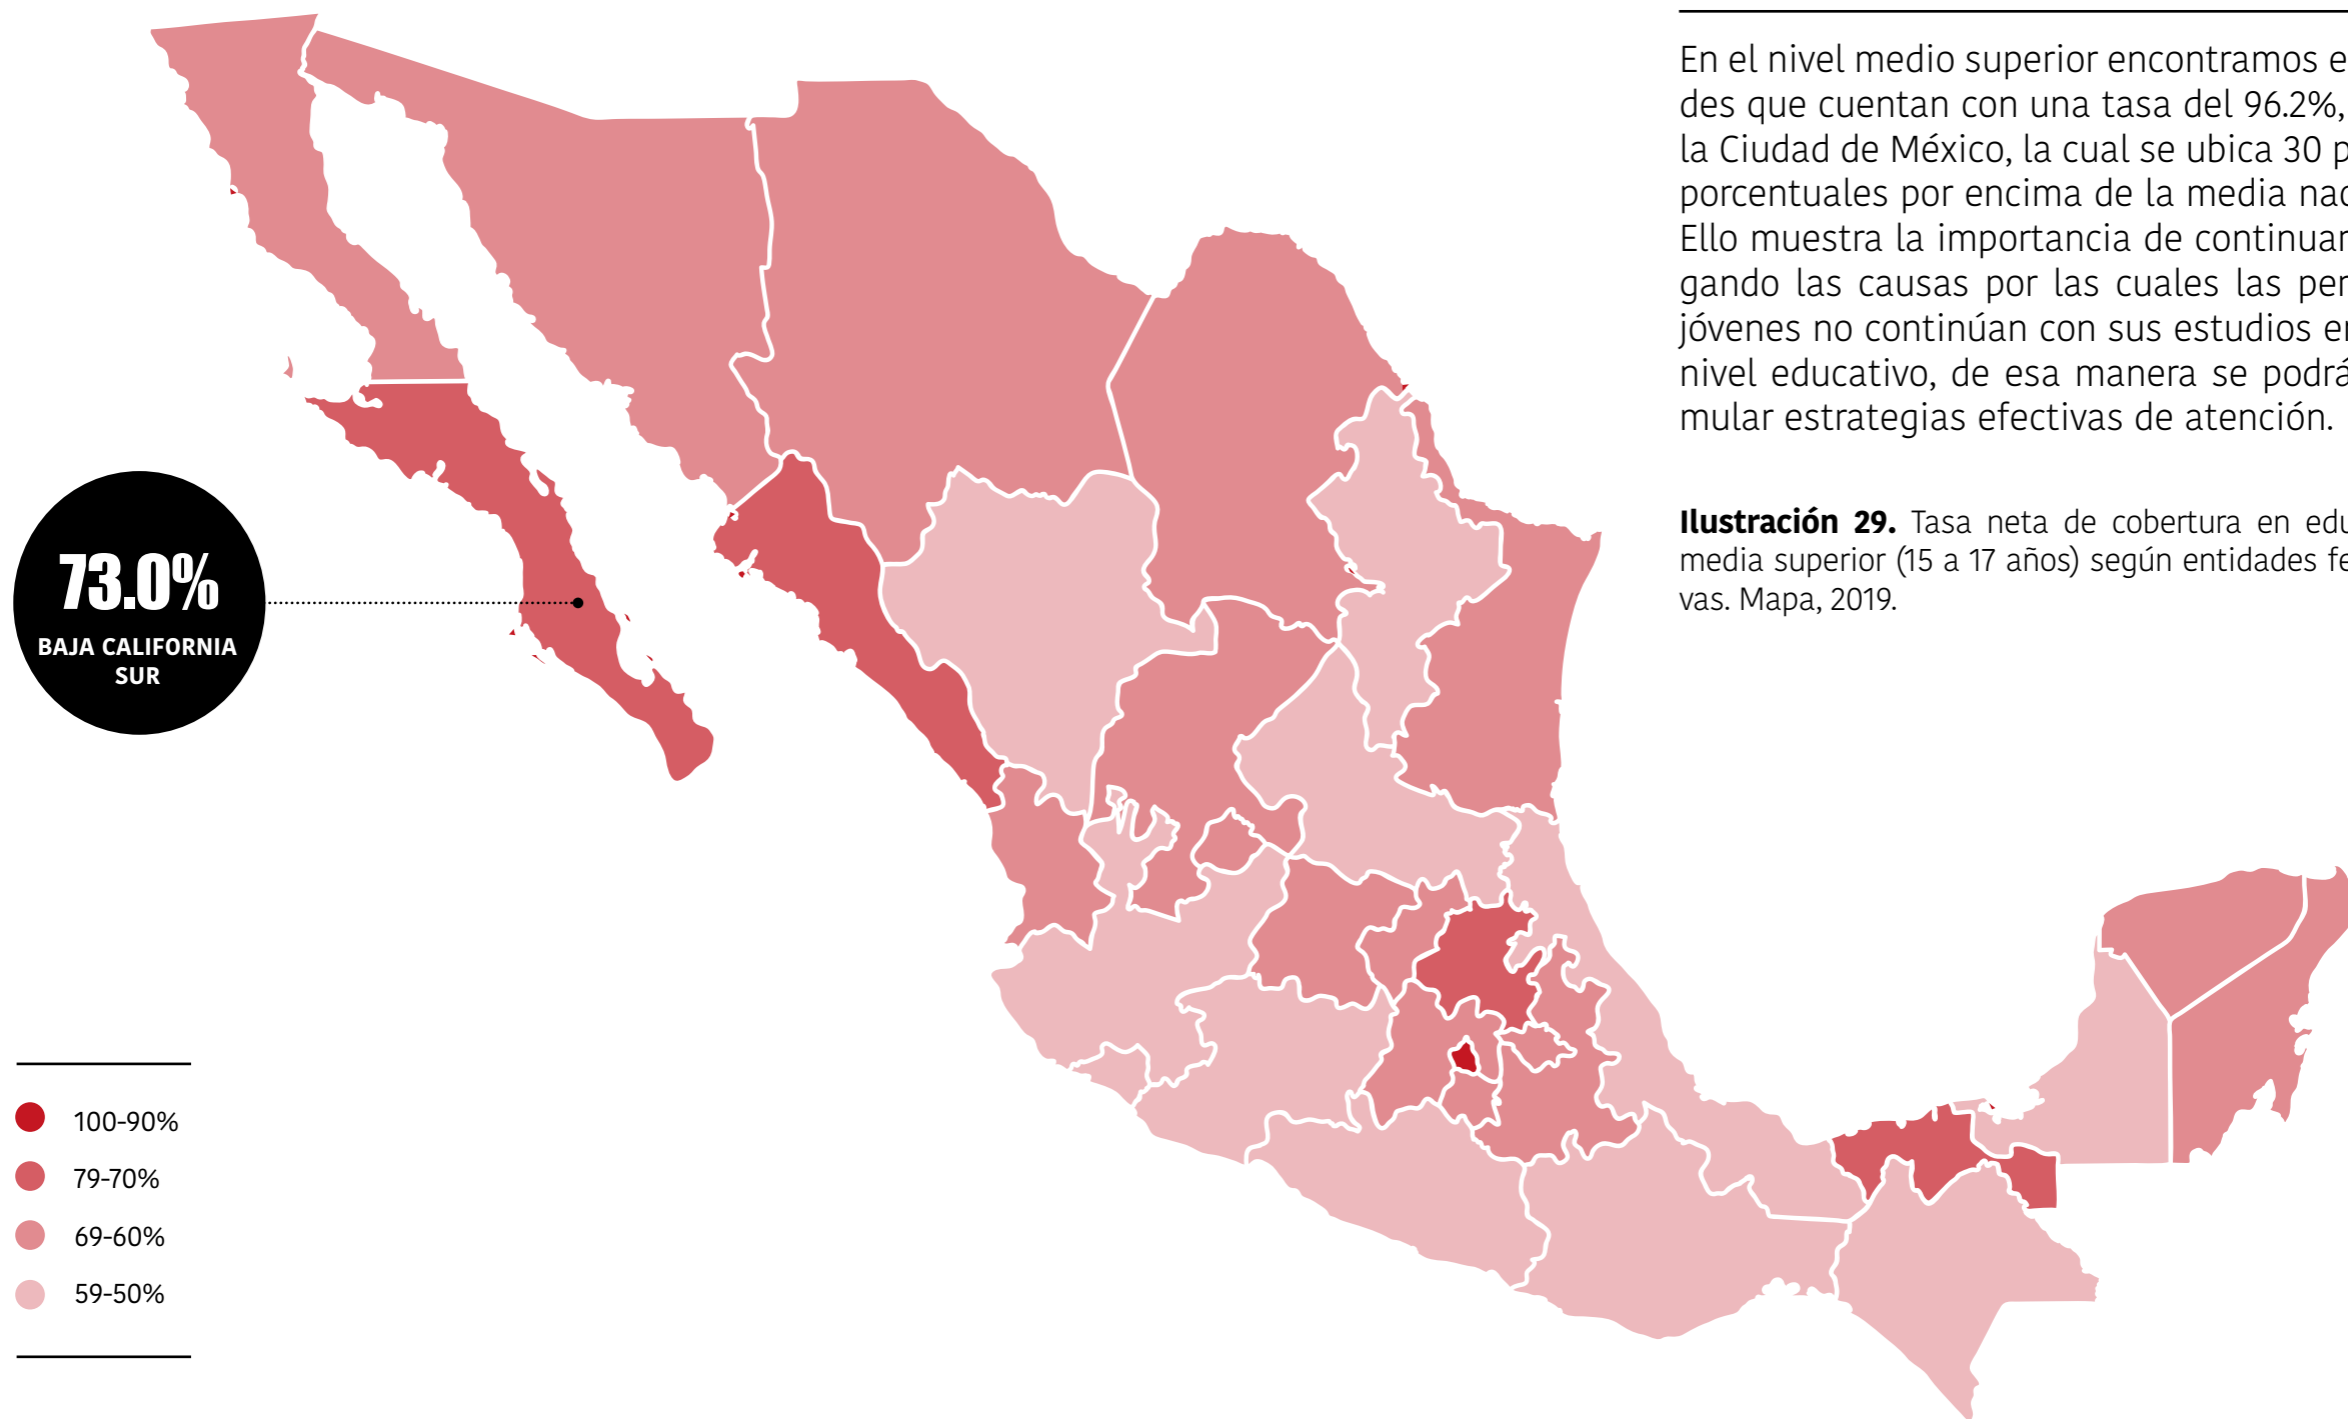 En el nivel medio superior encontramos e
des que cuentan con una tasa del 96.2%,
la Ciudad de México, la cual se ubica 30 p
porcentuales por encima de la media nac
Ello muestra la importancia de continuar
gando las causas por las cuales las per
jóvenes no continúan con sus estudios en
nivel educativo, de esa manera se podrá
mular estrategias efectivas de atención.
Ilustración 29. Tasa neta de cobertura en edu
media superior (15 a 17 años) según entidades fe
vas. Mapa, 2019.
73.0%
BAJA CALIFORNIA
SUR
100-90%
79-70%
69-60%
59-50%